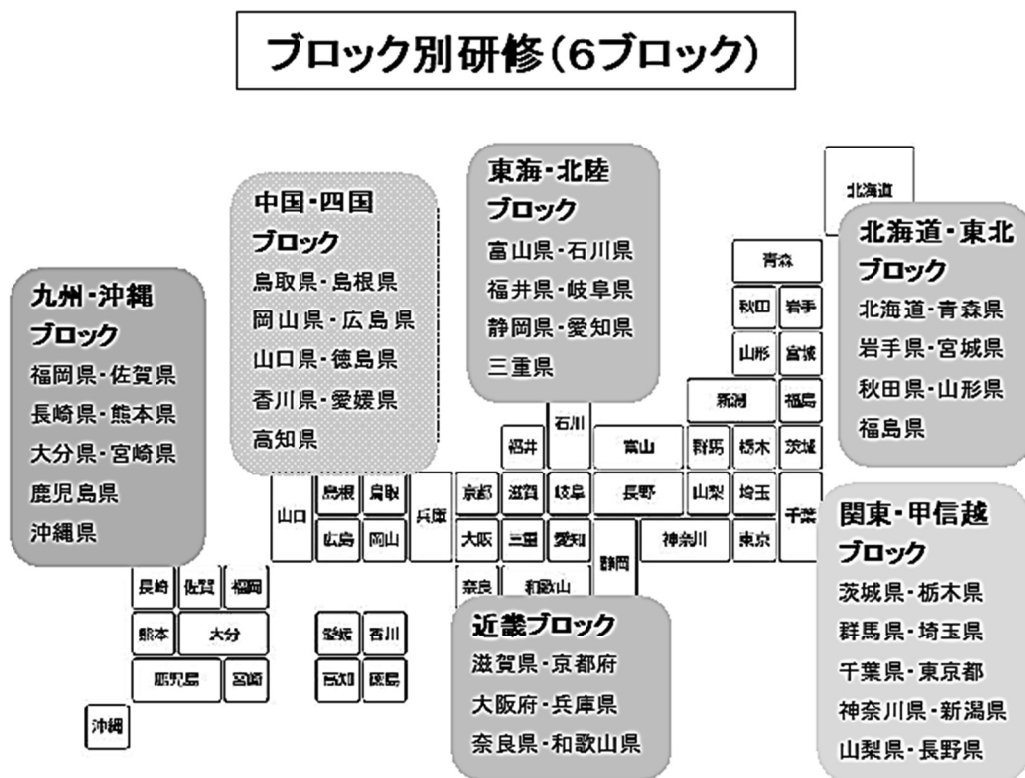 ブロック別研修(6ブロック)
九州・沖縄
ブロック
福岡県・佐賀県
長崎県・熊本県
大分県・宮崎県
鹿児島県
沖縄県
中国・四国
ブロック
鳥取県・島根県
岡山県・広島県
山口県・徳島県
香川県・愛媛県
高知県
東海・北陸
ブロック
富山県・石川県
福井県・岐阜県
静岡県・愛知県
三重県
北海道・東北
ブロック
北海道・青森県
岩手県・宮城県
秋田県・山形県
福島県
関東・甲信越
ブロック
茨城県・栃木県
群馬県・埼玉県
千葉県・東京都
神奈川県・新潟県
山梨県・長野県
近畿ブロック
滋賀県・京都府
大阪府・兵庫県
奈良県・和歌山県
北海道
青森
秋田 岩手
山形 宮城
新潟 福島
福井 石川 富山 群馬 栃木 茨城
山口 島根 鳥取 兵庫 京都 滋賀 岐阜 長野 山梨 埼玉 千葉
広島 岡山 大阪 三重 愛知 静岡 神奈川 東京
長崎 佐賀 福岡 奈良 和歌山
熊本 大分 愛媛 香川
鹿児島 宮崎 高知 徳島
沖縄